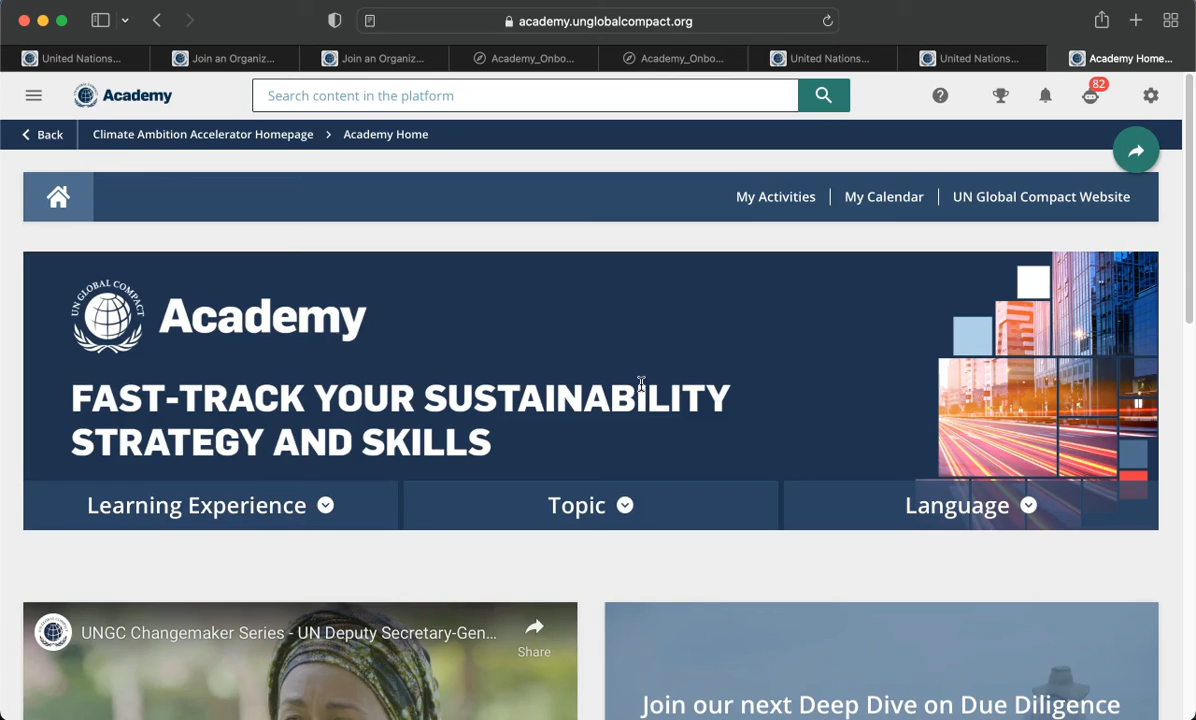 academy.unglobalcompact.org
United Nations...
Join an Organiz...
Join an Organiz...
Academy_Onbo...
Academy_Onbo...
United Nations...
United Nations...
Academy Home...
Academy
Search content in the platform
82
Back
Climate Ambition Accelerator Homepage
Academy Home
My Activities
My Calendar
UN Global Compact Website
UN GLOBAL COMPACT
Academy
FAST-TRACK YOUR SUSTAINABILITY
STRATEGY AND SKILLS
Learning Experience
Topic
Language
UNGC Changemaker Series - UN Deputy Secretary-Gen...
Share
Join our next Deep Dive on Due Diligence